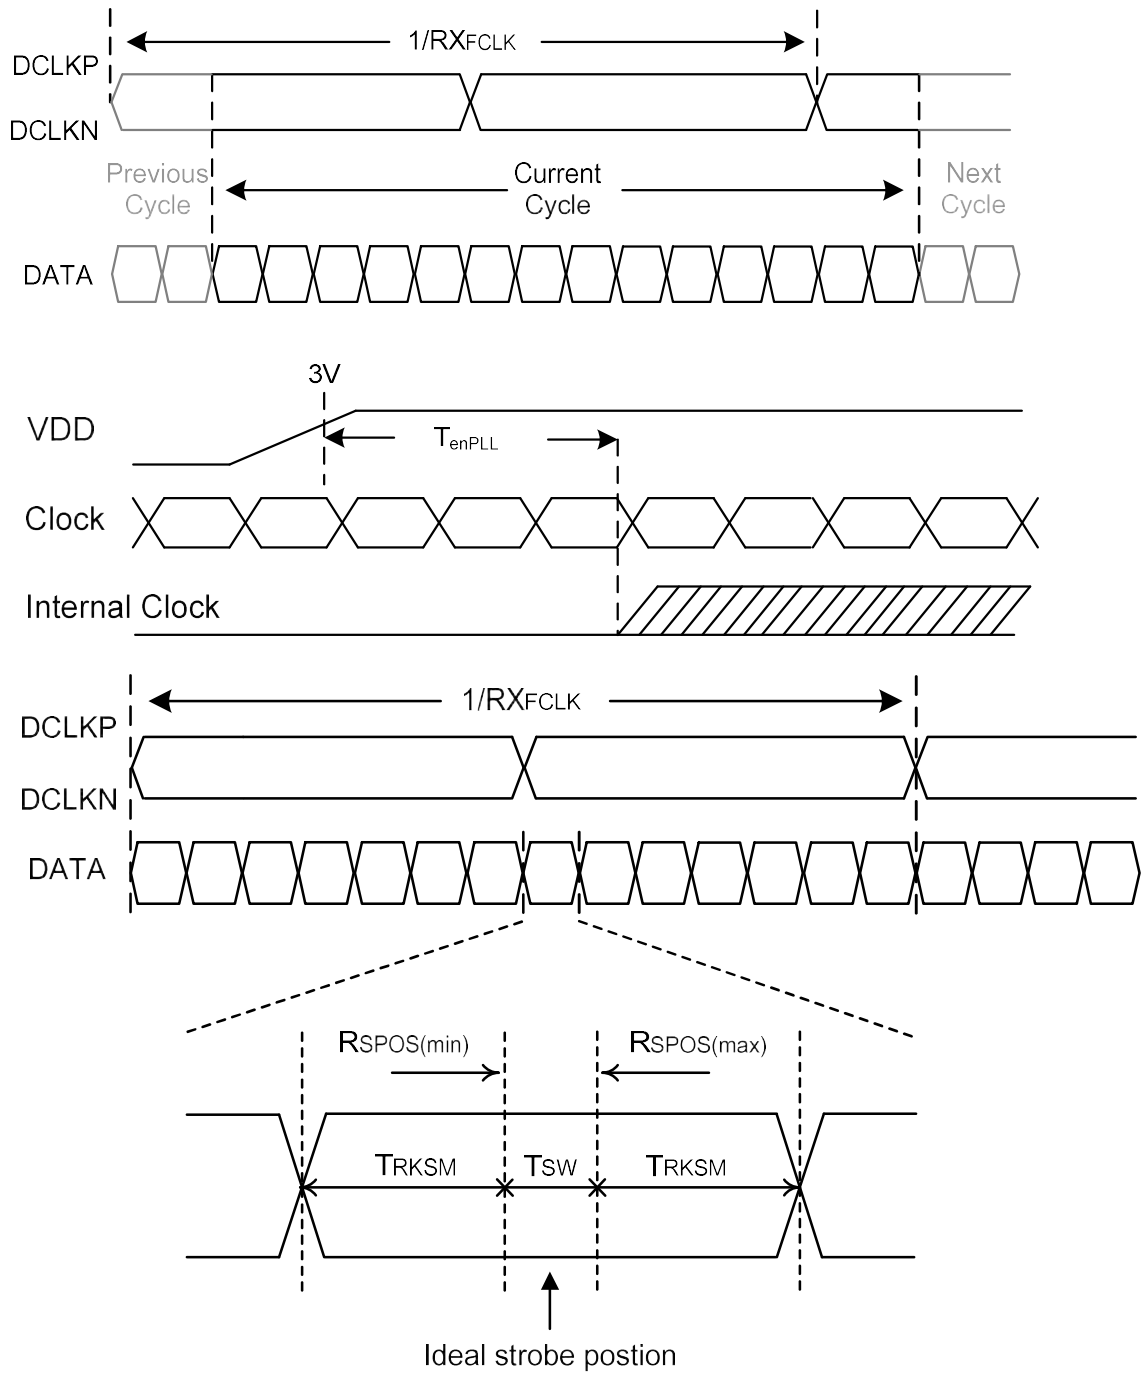 1/RXFCLK
DCLKP
DCLKN
Previous
Cycle
Current
Cycle
Next
Cycle
DATA
3V
VDD
TenPLL
Clock
Internal Clock
1/RXFCLK
DCLKP
DCLKN
DATA
RSPOS(min)
RSPOS(max)
TRKSM
TSW
TRKSM
Ideal strobe postion